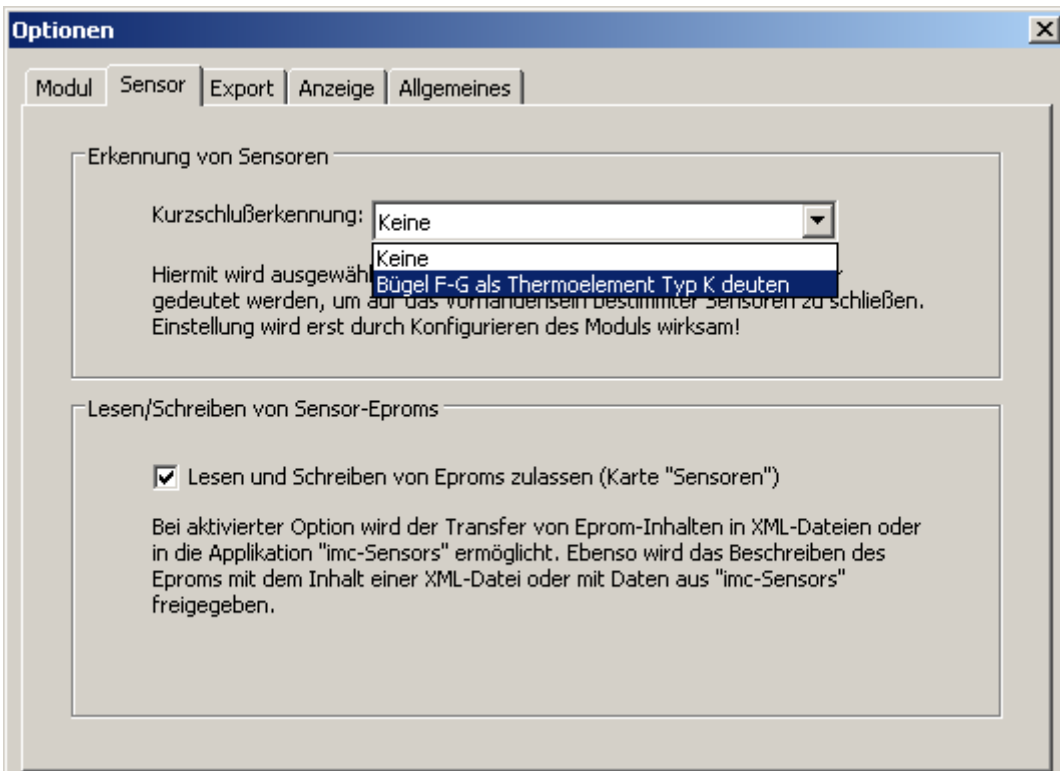 Optionen
Modul
Sensor
Export
Anzeige
Allgemeines
Erkennung von Sensoren
Kurzschlußerkennung:
Keine
Keine
Bügel F-G als Thermoelement Typ K deuten
Hiermit wird
gedeutet werden, um auf das Vorhandensein bestimmter Sensoren zu schließen.
Einstellung wird erst durch Konfigurieren des Moduls wirksam!
Lesen/Schreiben von Sensor-Eproms
Lesen und Schreiben von Eproms zulassen (Karte "Sensoren")
Bei aktivierter Option wird der Transfer von Eprom-Inhalten in XML-Dateien oder
in die Applikation "imc-Sensors" ermöglicht. Ebenso wird das Beschreiben des
Eproms mit dem Inhalt einer XML-Datei oder mit Daten aus "imc-Sensors"
freigegeben.